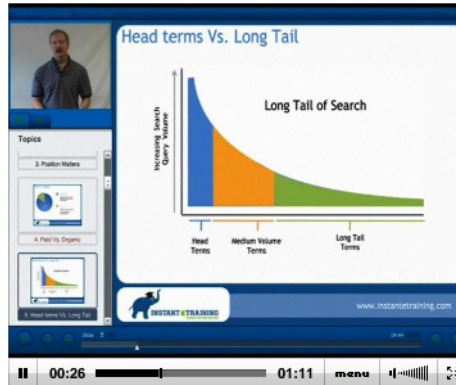 Head terms Vs. Long Tail
Long Tail of Search
Increasing Search
Query Volume
Head
Terms
Medium Volume
Terms
Long Tail
Terms
Topics
3. Position Matters
4. Paid Vs. Organic
5. Head terms Vs. Long Tail
INSTANT eTRAINING
www.instantetraining.com
Slide 5
00:26
01:11
menu